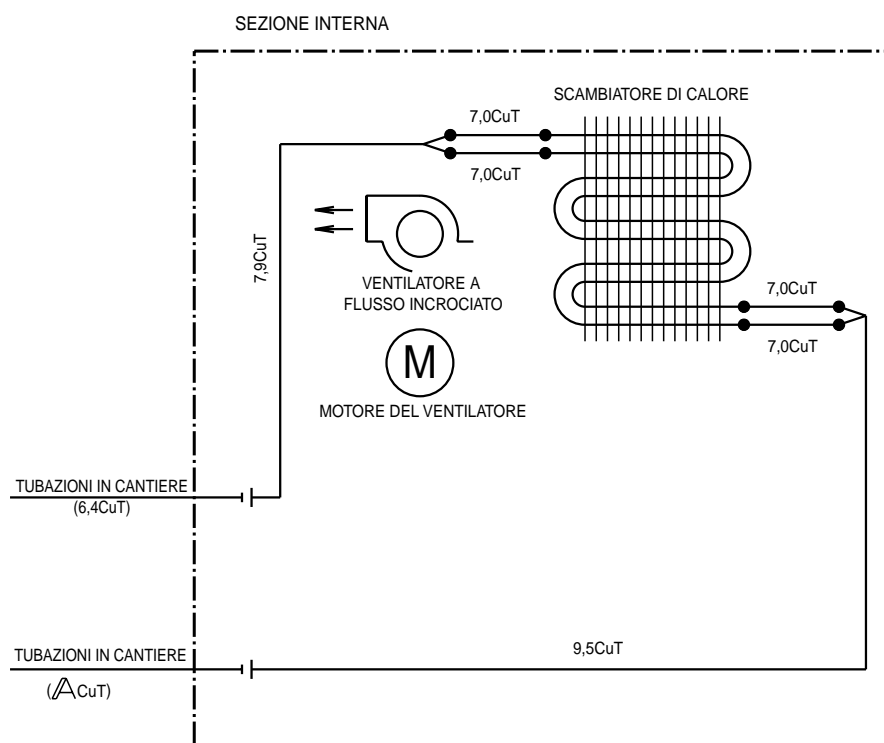 SEZIONE INTERNA
SCAMBIATORE DI CALORE
7,0CuT
7,0CuT
7,9CuT
VENTILATORE A
FLUSSO INCROCIATO
7,0CuT
7,0CuT
M
MOTORE DEL VENTILATORE
TUBAZIONI IN CANTIERE
(6,4CuT)
9,5CuT
TUBAZIONI IN CANTIERE
(A CuT)